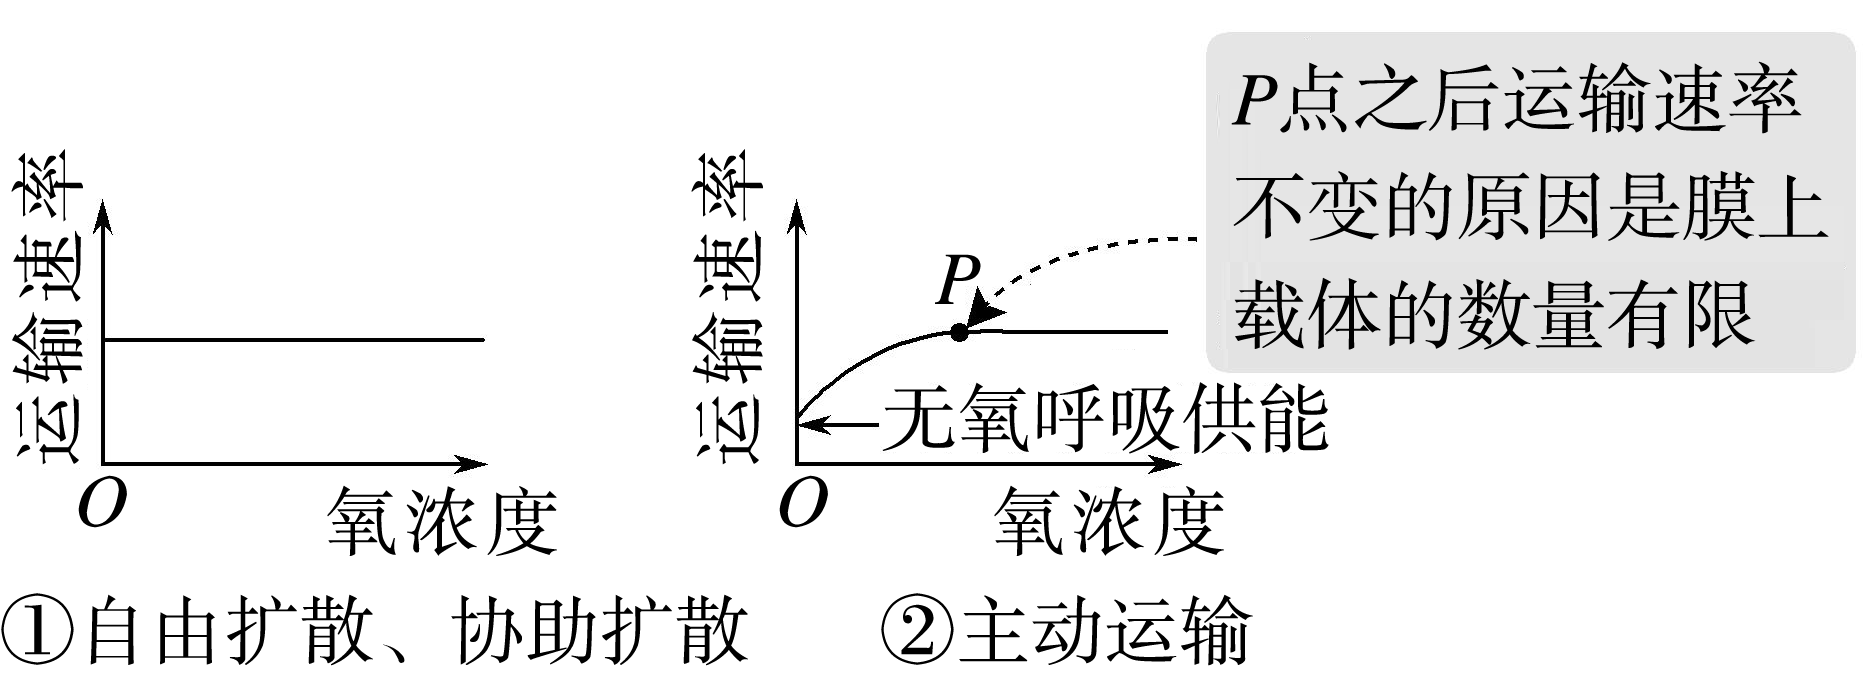 P点之后运输速率
不变的原因是膜上
载体的数量有限
运输速率
O
氧浓度
①自由扩散、协助扩散
运输速率
P
无氧呼吸供能
O
氧浓度
②主动运输